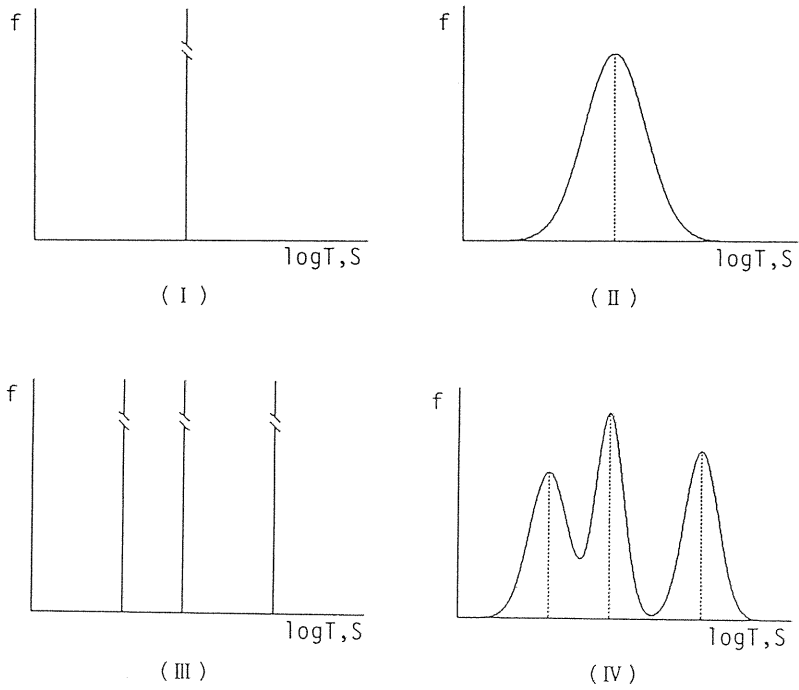 f
logT,S
( I )
f
logT,S
( II )
f
logT,S
( III )
f
logT,S
( IV )